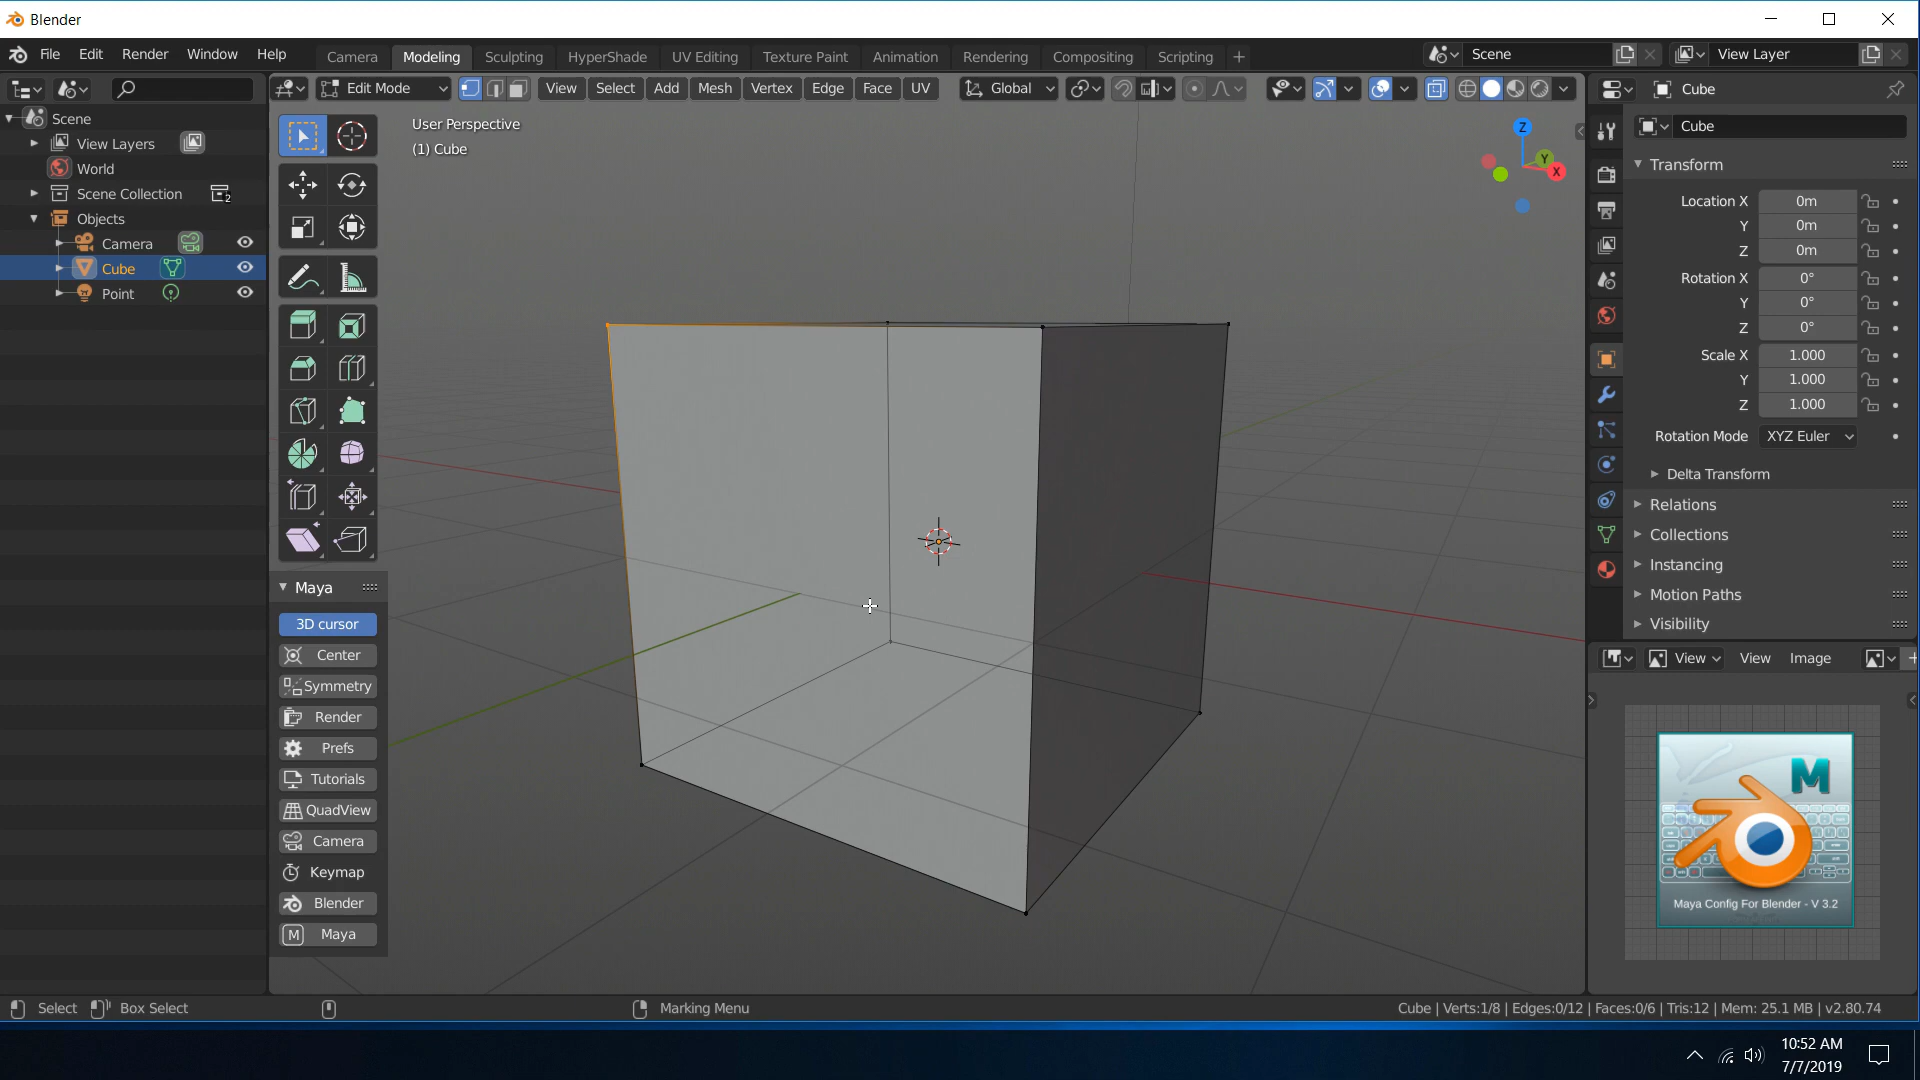 Blender
File Edit Render Window Help
Camera Modeling Sculpting HyperShade UV Editing Texture Paint Animation Rendering Compositing Scripting +
Scene
View Layer
Edit Mode
View Select Add Mesh Vertex Edge Face UV
Global
Cube
Scene
View Layers
World
Scene Collection 2
Objects
Camera
Cube
Point
User Perspective
(1) Cube
Z
Y
X
Cube
Transform
Location X 0m
Y 0m
Z 0m
Rotation X 0°
Y 0°
Z 0°
Scale X 1.000
Y 1.000
Z 1.000
Rotation Mode XYZ Euler
Delta Transform
Relations
Collections
Instancing
Motion Paths
Visibility
Maya
3D cursor
Center
Symmetry
Render
Prefs
Tutorials
QuadView
Camera
Keymap
Blender
M Maya
View View Image
M
Maya Config For Blender - V 3.2
Select Box Select Marking Menu
Cube | Verts:1/8 | Edges:0/12 | Faces:0/6 | Tris:12 | Mem: 25.1 MB | v2.80.74
10:52 AM
7/7/2019